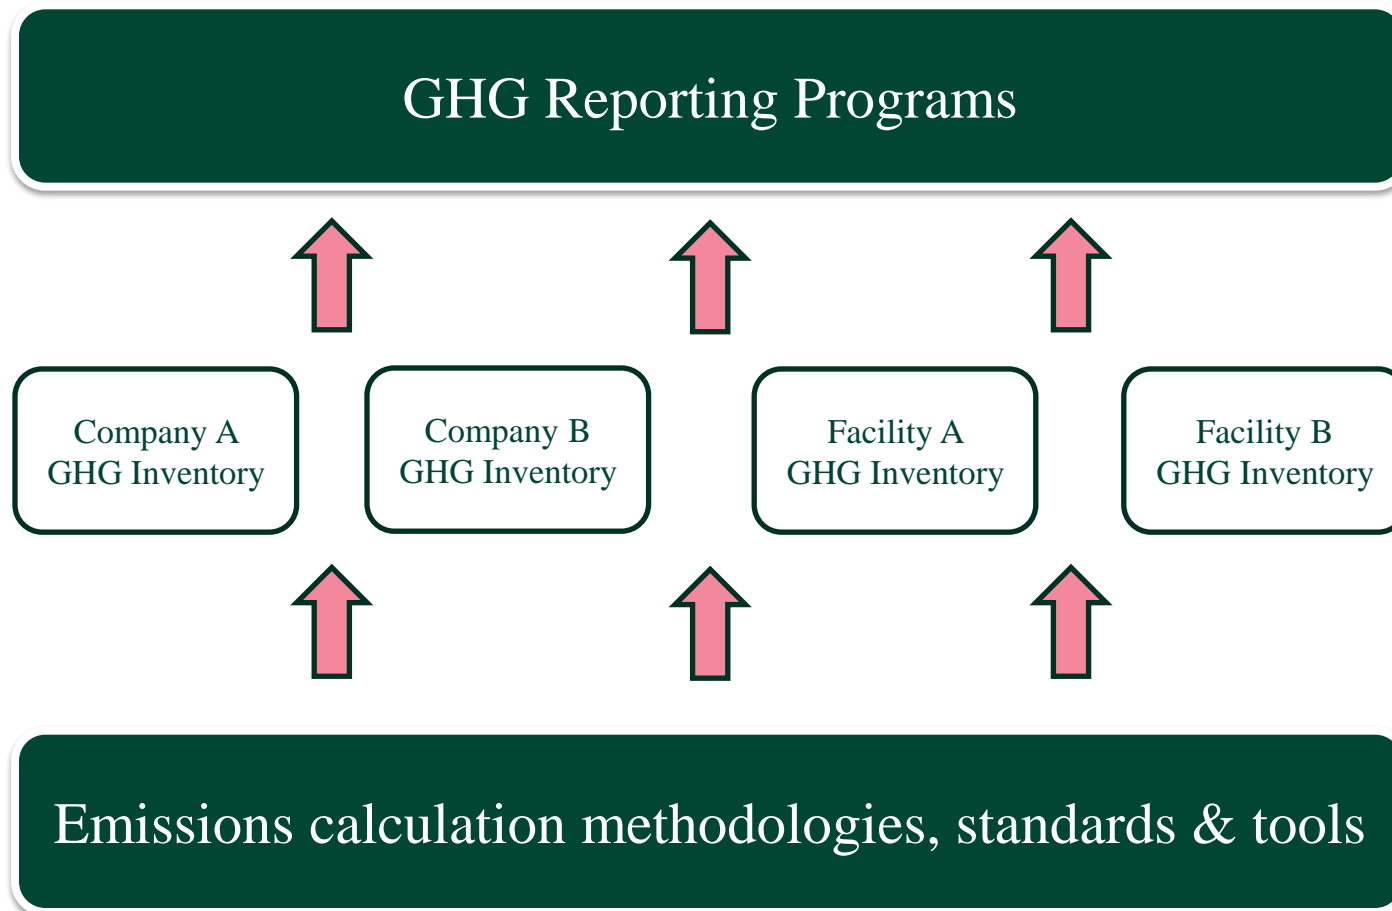 GHG Reporting Programs
Company A
GHG Inventory
Company B
GHG Inventory
Facility A
GHG Inventory
Facility B
GHG Inventory
Emissions calculation methodologies, standards & tools